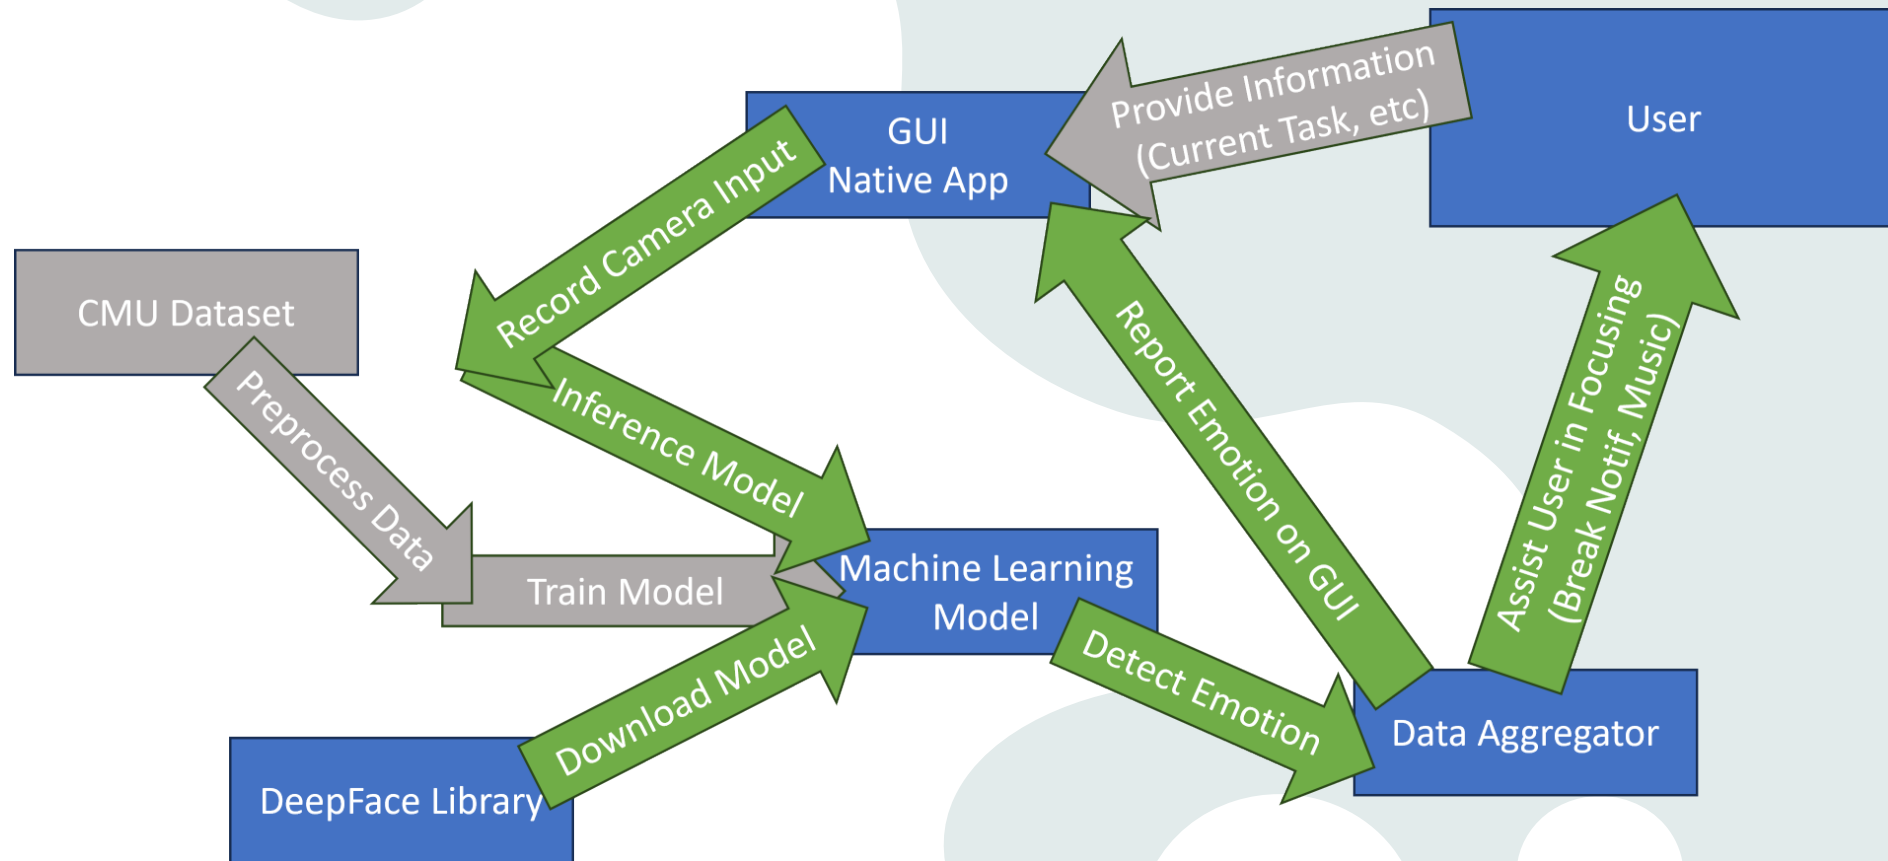 Provide Information
(Current Task, etc)
User
GUI
Native App
Record Camera Input
CMU Dataset
Preprocess Data
Inference Model
Train Model
Machine Learning
Model
Download Model
DeepFace Library
Detect Emotion
Report Emotion on GUI
Assist User in Focusing
(Break Notif, Music)
Data Aggregator